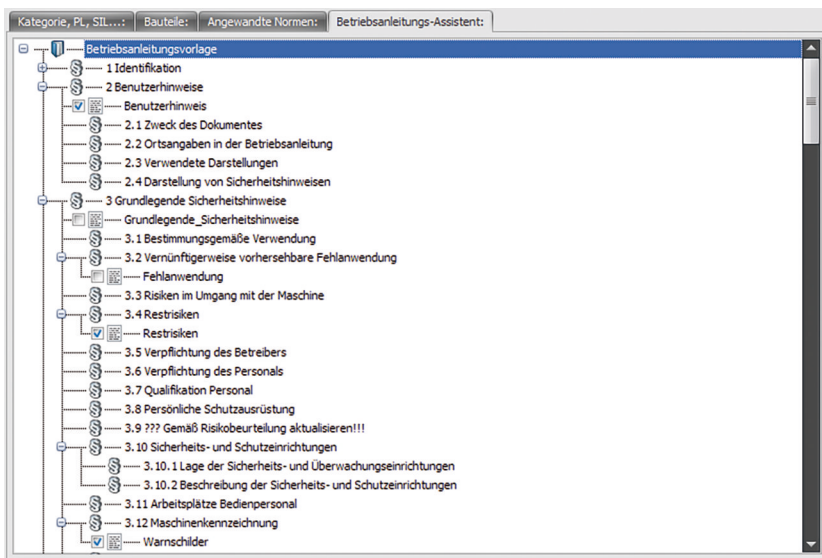 Kategorie, PL, SIL...: Bauteile: Angewandte Normen: Betriebsanleitungs-Assistent:
Betriebsanleitungsvorlage
§ 1 Identifikation
§ 2 Benutzerhinweise
Benutzerhinweis
§ 2.1 Zweck des Dokumentes
§ 2.2 Ortsangaben in der Betriebsanleitung
§ 2.3 Verwendete Darstellungen
§ 2.4 Darstellung von Sicherheitshinweisen
§ 3 Grundlegende Sicherheitshinweise
Grundlegende_Sicherheitshinweise
§ 3.1 Bestimmungsgemäße Verwendung
§ 3.2 Vernünftigerweise vorhersehbare Fehlanwendung
Fehlanwendung
§ 3.3 Risiken im Umgang mit der Maschine
§ 3.4 Restrisiken
Restrisiken
§ 3.5 Verpflichtung des Betreibers
§ 3.6 Verpflichtung des Personals
§ 3.7 Qualifikation Personal
§ 3.8 Persönliche Schutzausrüstung
§ 3.9 ??? Gemäß Risikobeurteilung aktualisieren!!!
§ 3.10 Sicherheits- und Schutzeinrichtungen
§ 3.10.1 Lage der Sicherheits- und Überwachungseinrichtungen
§ 3.10.2 Beschreibung der Sicherheits- und Schutzeinrichtungen
§ 3.11 Arbeitsplätze Bedienpersonal
§ 3.12 Maschinenkennzeichnung
Warnschilder